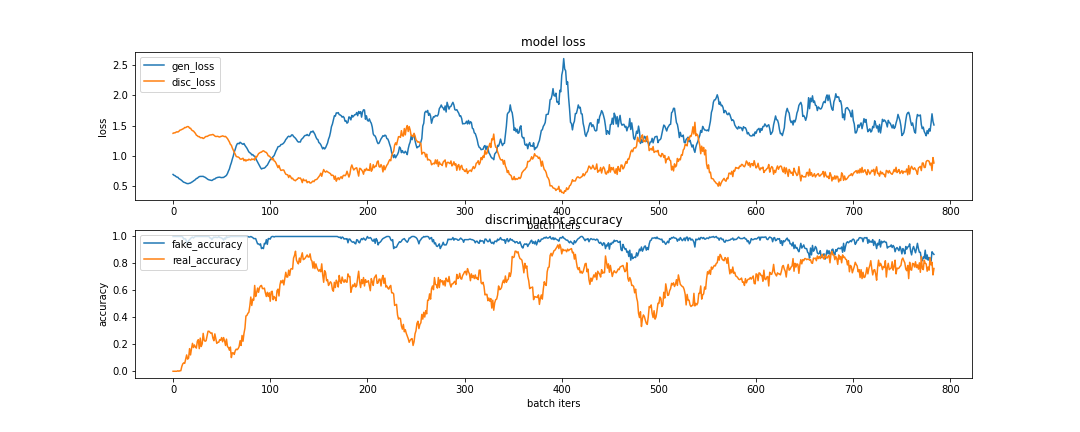 model loss
2.5
2.0
1.5
1.0
0.5
loss
gen_loss
disc_loss
0 100 200 300 400 500 600 700 800
batch iters
discriminator accuracy
1.0
0.8
0.6
0.4
0.2
0.0
accuracy
fake_accuracy
real_accuracy
0 100 200 300 400 500 600 700 800
batch iters